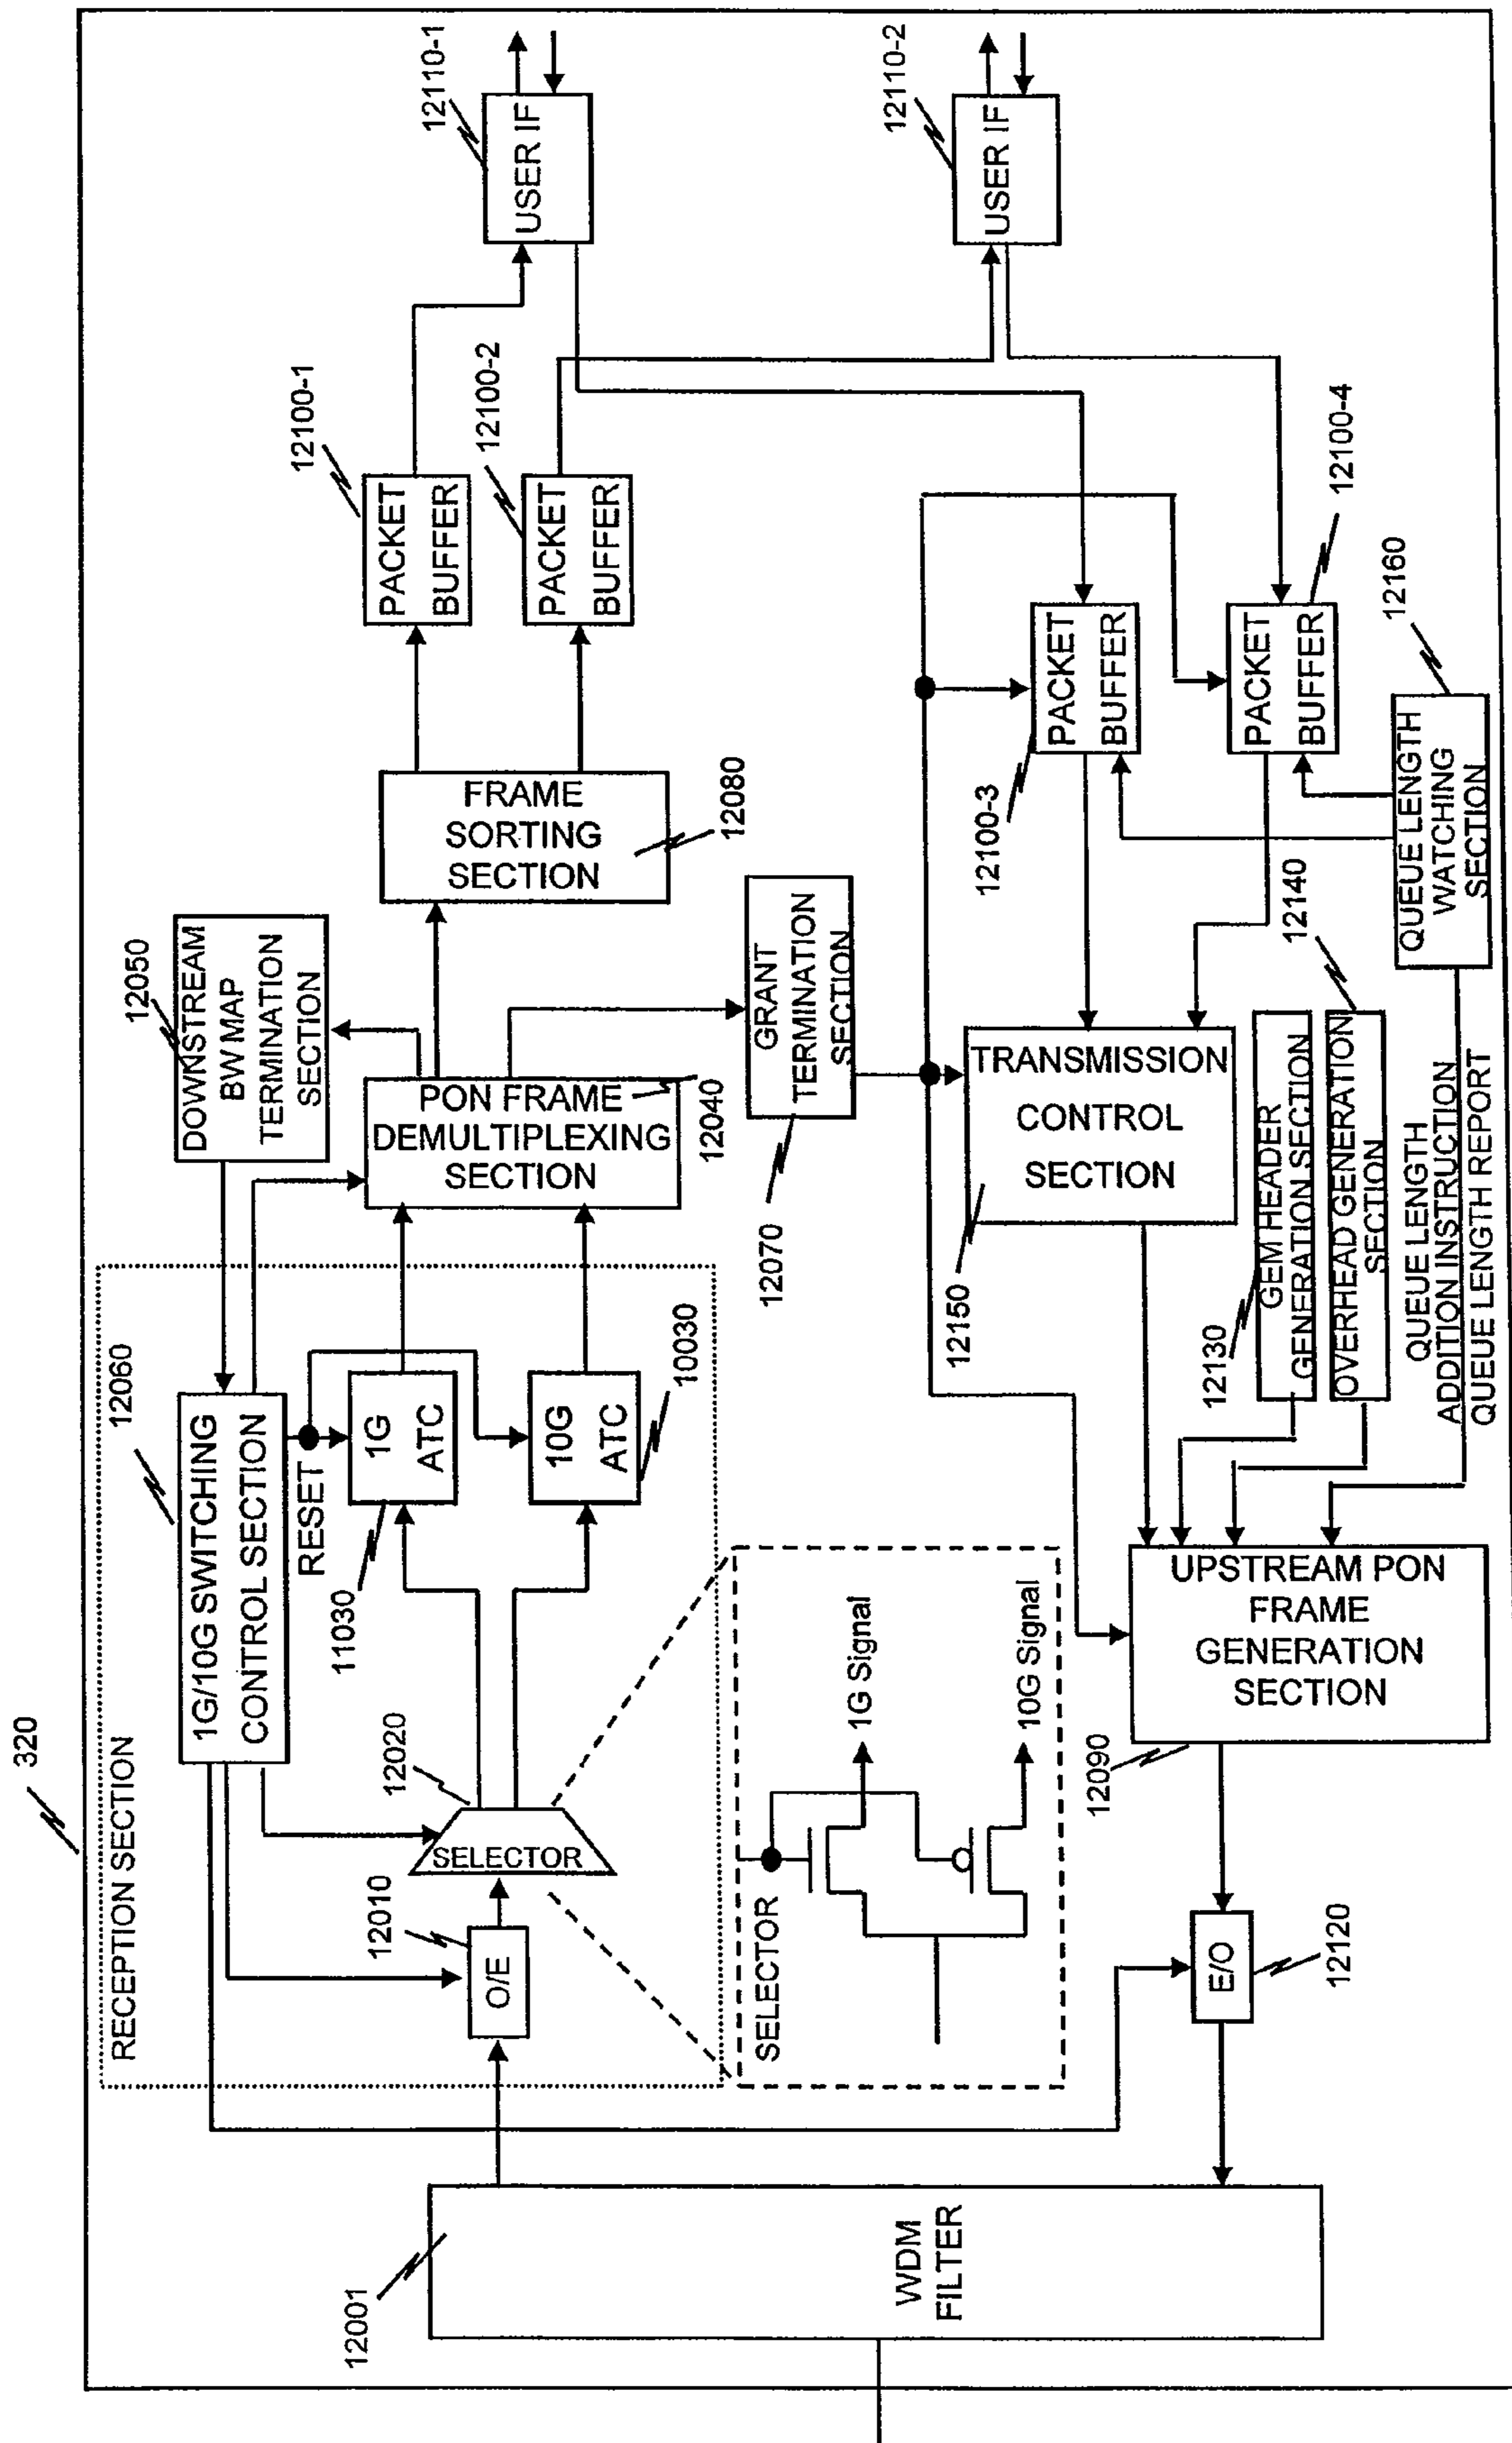 320
RECEPTION SECTION
12060
1G/10G SWITCHING
CONTROL SECTION
RESET
12050
DOWNSTREAM
BW MAP
TERMINATION
SECTION
12001
WDM
FILTER
12010
O/E
12020
SELECTOR
11030
1G
ATC
10G
ATC
10030
PON FRAME
DEMULTIPLEXING
SECTION
12040
FRAME
SORTING
SECTION
12080
12100-1
PACKET
BUFFER
12100-2
PACKET
BUFFER
12110-1
USER IF
12110-2
USER IF
SELECTOR
1G Signal
10G Signal
12070
GRANT
TERMINATION
SECTION
12150
TRANSMISSION
CONTROL
SECTION
12100-3
PACKET
BUFFER
12100-4
PACKET
BUFFER
12130
GEM HEADER
GENERATION SECTION
12140
OVERHEAD GENERATION
SECTION
12160
QUEUE LENGTH
WATCHING
SECTION
QUEUE LENGTH
ADDITION INSTRUCTION
QUEUE LENGTH REPORT
12090
UPSTREAM PON
FRAME
GENERATION
SECTION
E/O
12120